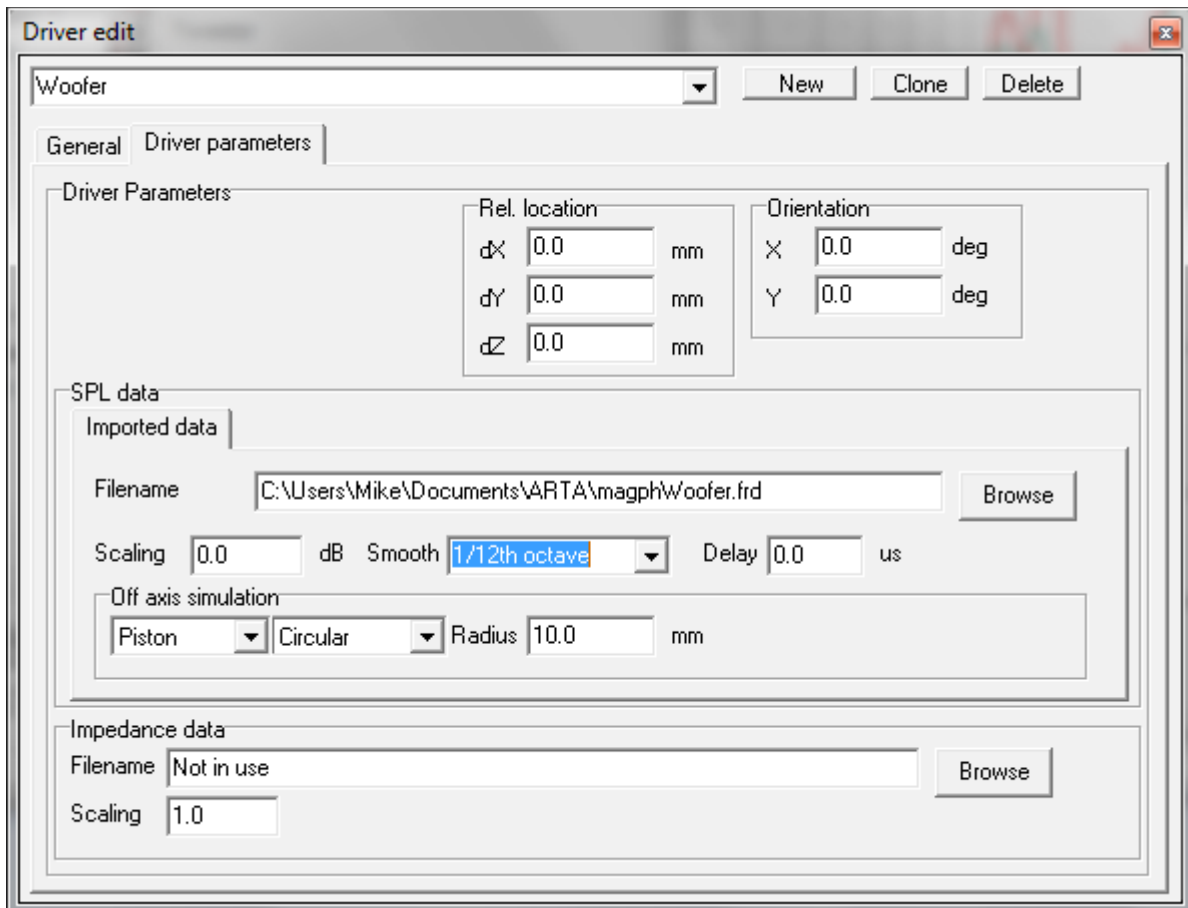 Driver edit
Woofer New Clone Delete
General Driver parameters
Driver Parameters
Rel. location Orientation
dX 0.0 mm X 0.0 deg
dY 0.0 mm Y 0.0 deg
dZ 0.0 mm
SPL data
Imported data
Filename C:\Users\Mike\Documents\ARTA\magphWoofer.frd Browse
Scaling 0.0 dB Smooth 1/12th octave Delay 0.0 us
Off axis simulation
Piston Circular Radius 10.0 mm
Impedance data
Filename Not in use Browse
Scaling 1.0